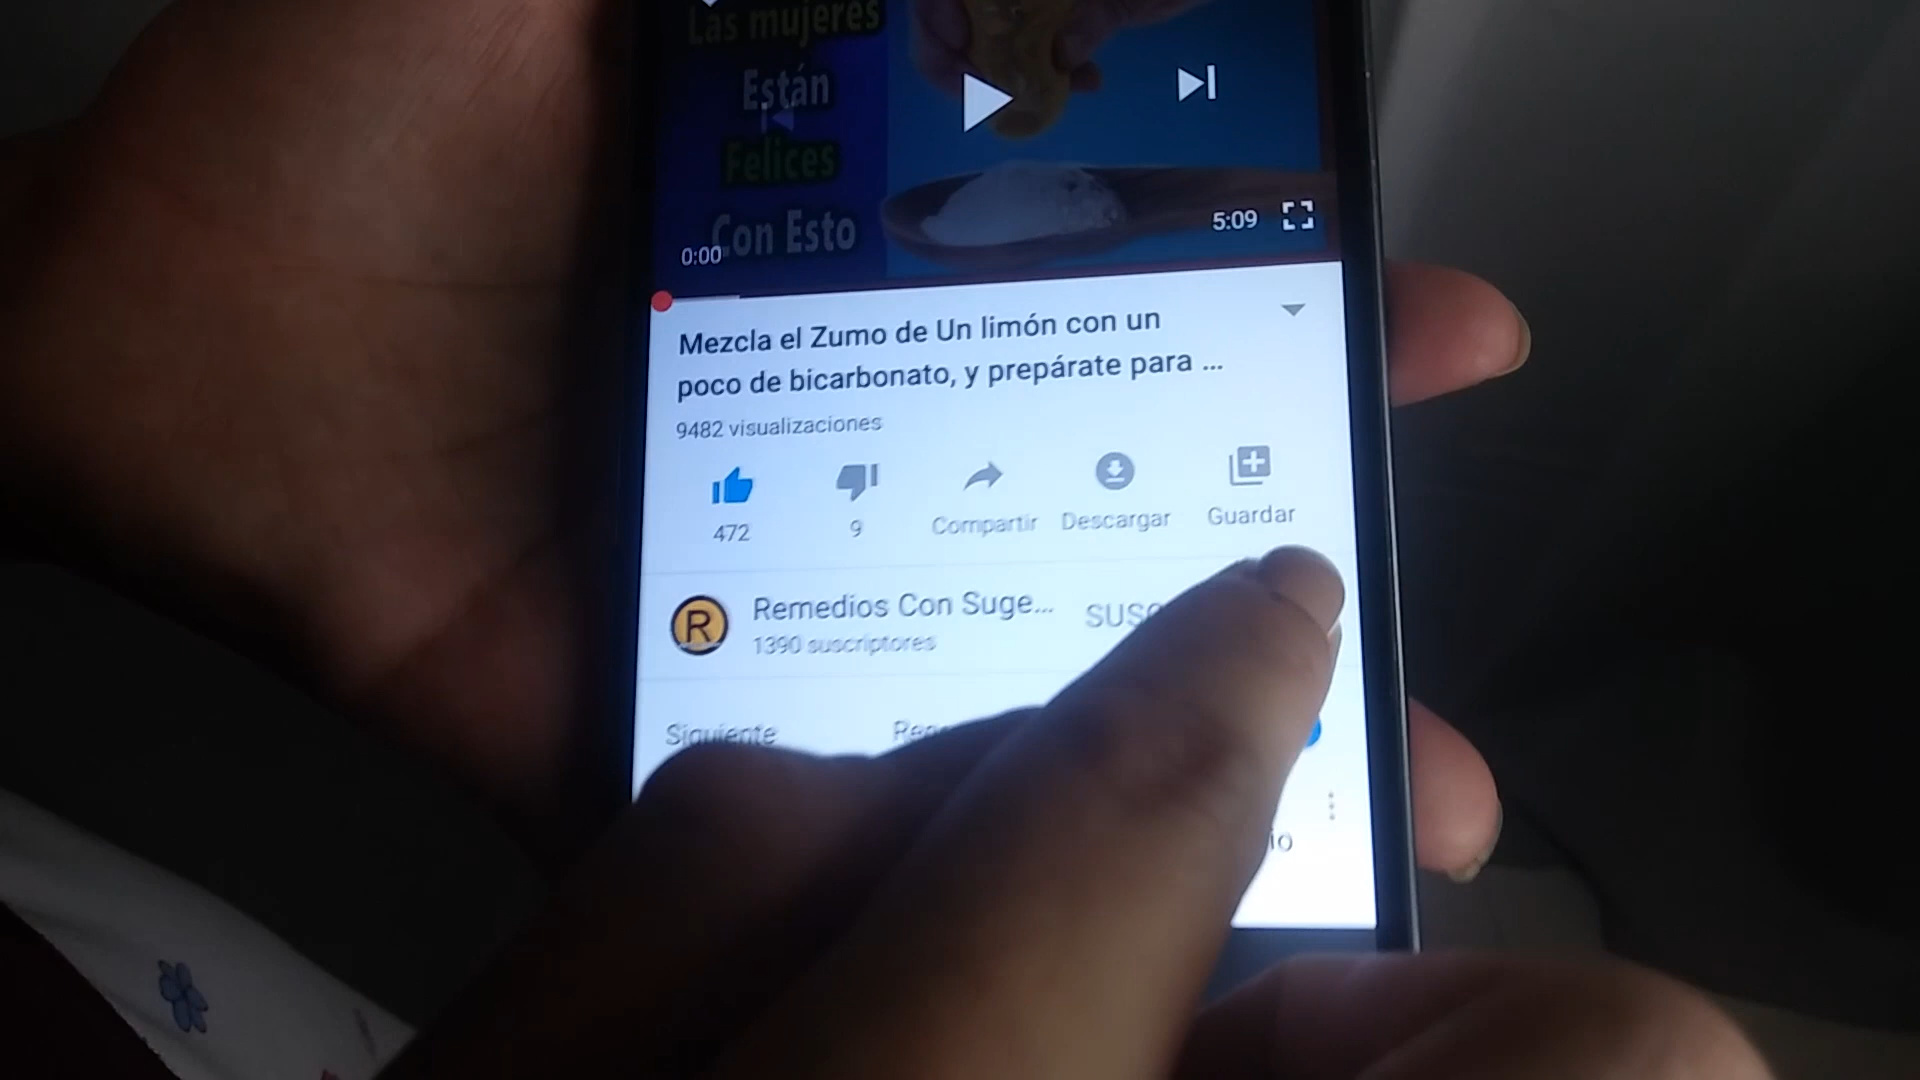 Las mujeres
Están
Felices
Con Esto
0:00
5:09
Mezcla el Zumo de Un limón con un
poco de bicarbonato, y prepárate para ...
9482 visualizaciones
472
9
Compartir
Descargar
Guardar
R
Remedios Con Suge...
1390 suscriptores
Siguiente